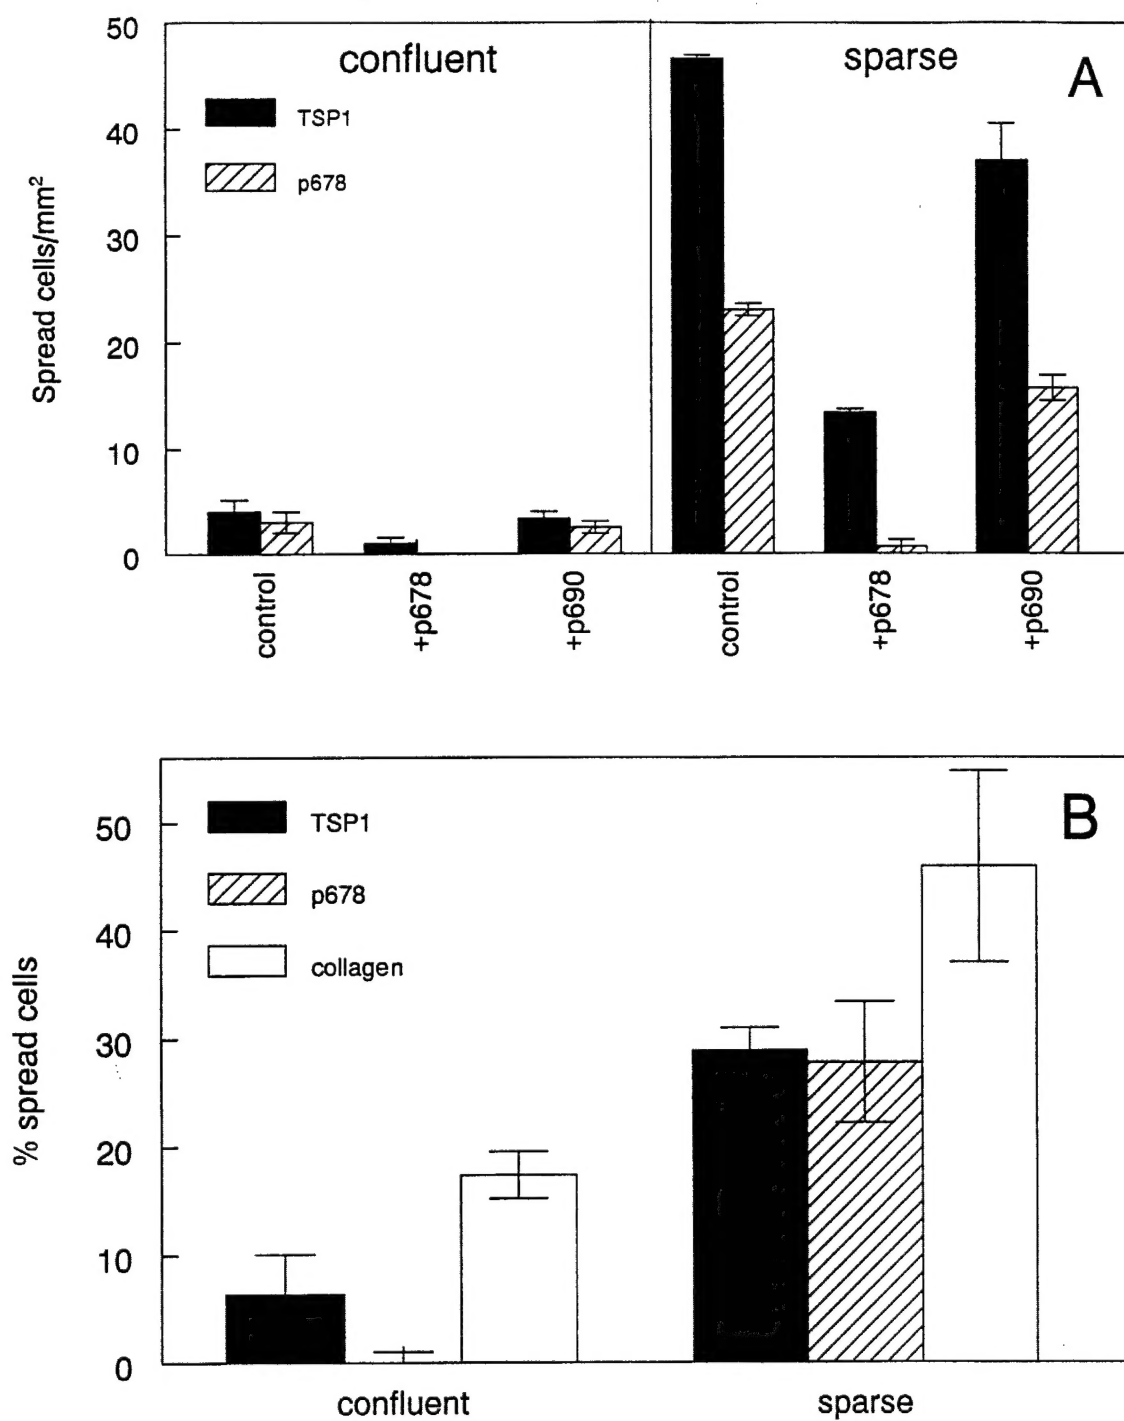 50
confluent
sparse
A
TSP1
40
p678
30
Spread cells/mm²
20
10
0
control
+p678
+p690
control
+p678
+p690
B
TSP1
50
p678
40
collagen
% spread cells
30
20
10
0
confluent
sparse